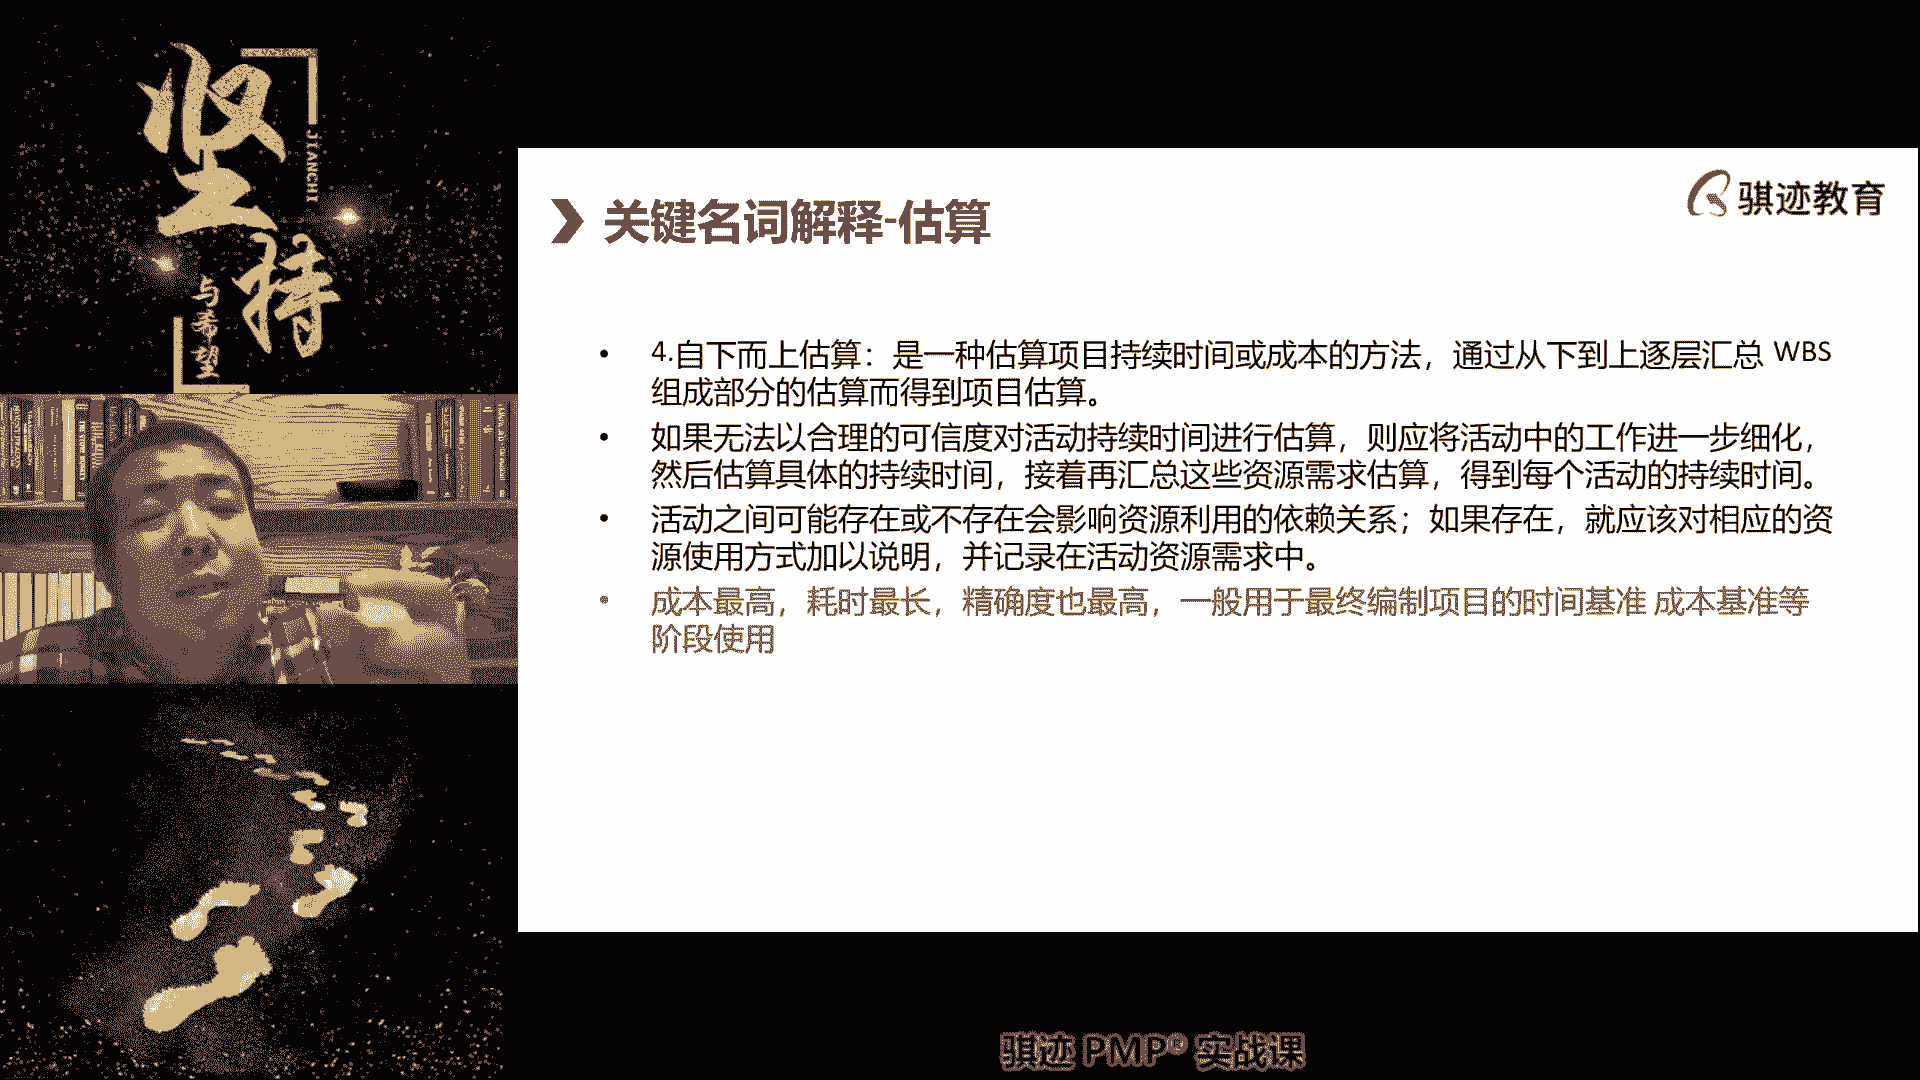 坚
JIANCHI
持
与希望
骐迹教育
关键名词解释-估算
• 4.自下而上估算：是一种估算项目持续时间或成本的方法，通过从下到上逐层汇总 WBS
组成部分的估算而得到项目估算。
• 如果无法以合理的可信度对活动持续时间进行估算，则应将活动中的工作进一步细化，
然后估算具体的持续时间，接着再汇总这些资源需求估算，得到每个活动的持续时间。
• 活动之间可能存在或不存在会影响资源利用的依赖关系；如果存在，就应该对相应的资
源使用方式加以说明，并记录在活动资源需求中。
• 成本最高，耗时最长，精确度也最高，一般用于最终编制项目的时间基准 成本基准等
阶段使用
骐迹 PMP® 实战课